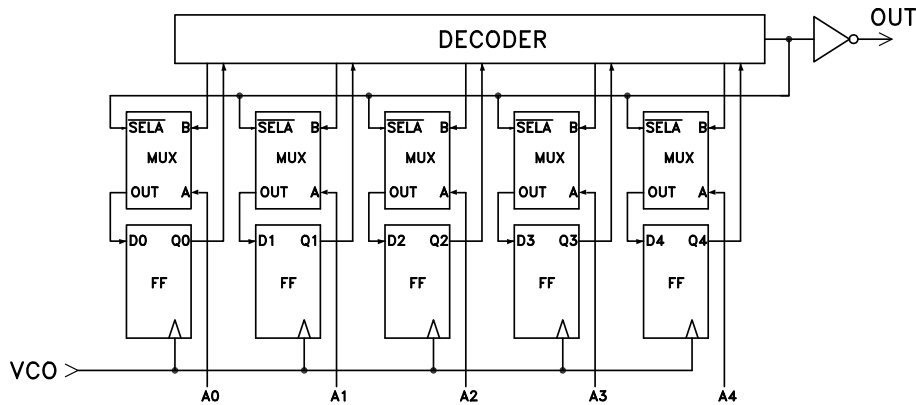 OUT
DECODER
SELA B SELA B SELA B SELA B SELA B
MUX MUX MUX MUX MUX
OUT A OUT A OUT A OUT A OUT A
D0 Q0 D1 Q1 D2 Q2 D3 Q3 D4 Q4
FF FF FF FF FF
VCO
A0 A1 A2 A3 A4